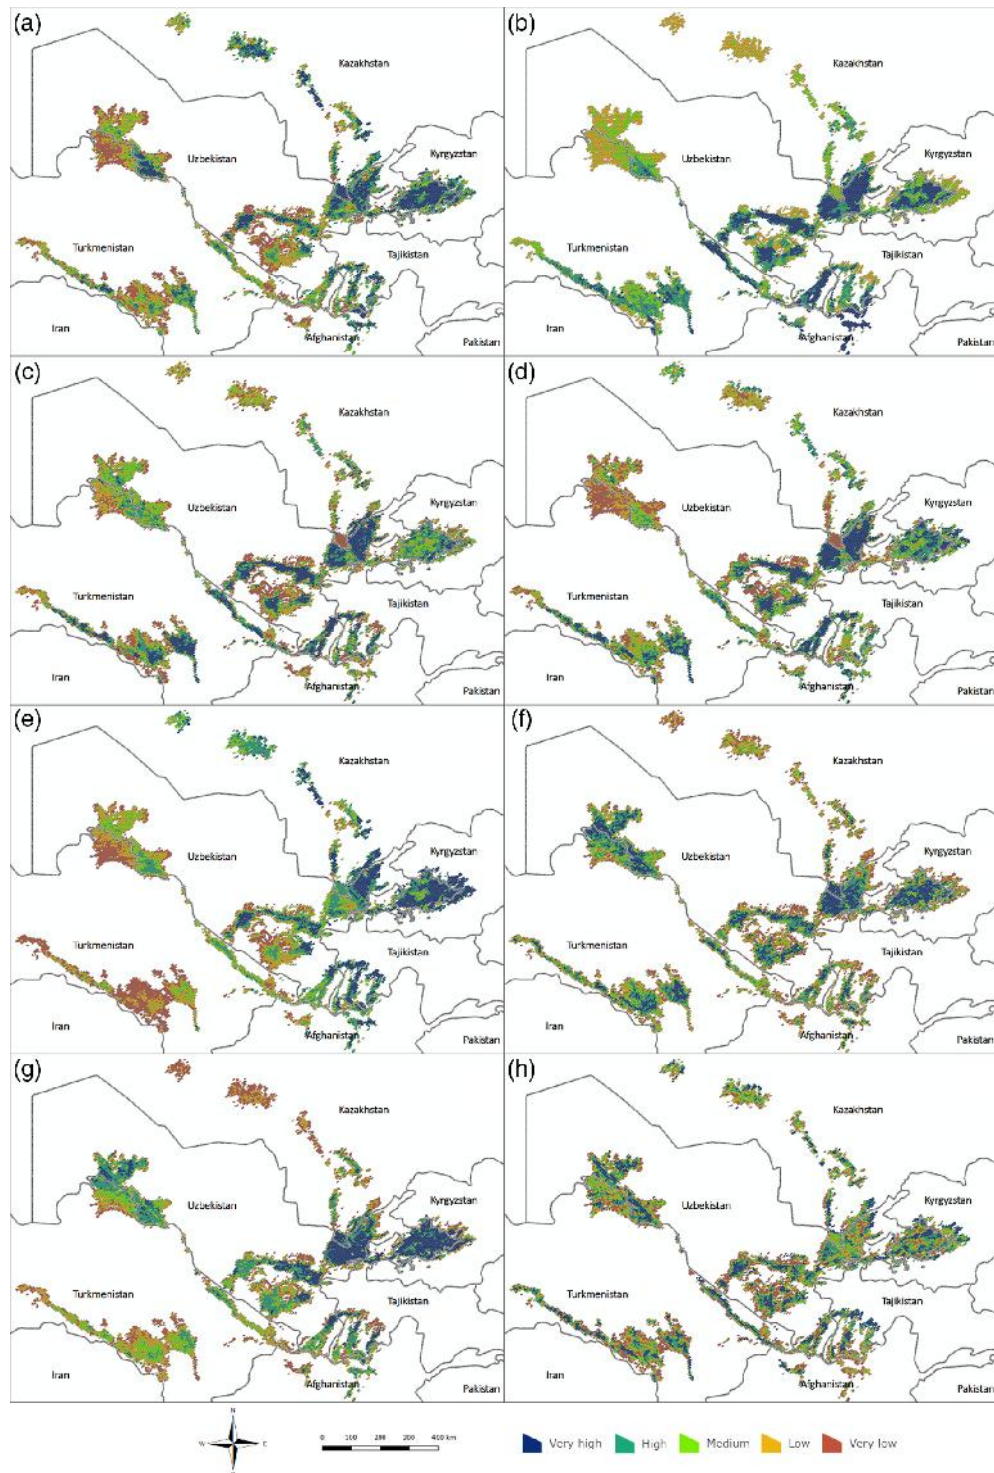 (a)
Kazakhstan
Kyrgyzstan
Uzbekistan
Turkmenistan
Tajikistan
Iran
Afghanistan
Pakistan
(b)
Kazakhstan
Kyrgyzstan
Uzbekistan
Turkmenistan
Tajikistan
Iran
Afghanistan
Pakistan
(c)
Kazakhstan
Kyrgyzstan
Uzbekistan
Turkmenistan
Tajikistan
Iran
Afghanistan
Pakistan
(d)
Kazakhstan
Kyrgyzstan
Uzbekistan
Turkmenistan
Tajikistan
Iran
Afghanistan
Pakistan
(e)
Kazakhstan
Kyrgyzstan
Uzbekistan
Turkmenistan
Tajikistan
Iran
Afghanistan
Pakistan
(f)
Kazakhstan
Kyrgyzstan
Uzbekistan
Turkmenistan
Tajikistan
Iran
Afghanistan
Pakistan
(g)
Kazakhstan
Kyrgyzstan
Uzbekistan
Turkmenistan
Tajikistan
Iran
Afghanistan
Pakistan
(h)
Kazakhstan
Kyrgyzstan
Uzbekistan
Turkmenistan
Tajikistan
Iran
Afghanistan
Pakistan
N
W E
0 100 200 300 400 km
Very high High Medium Low Very low